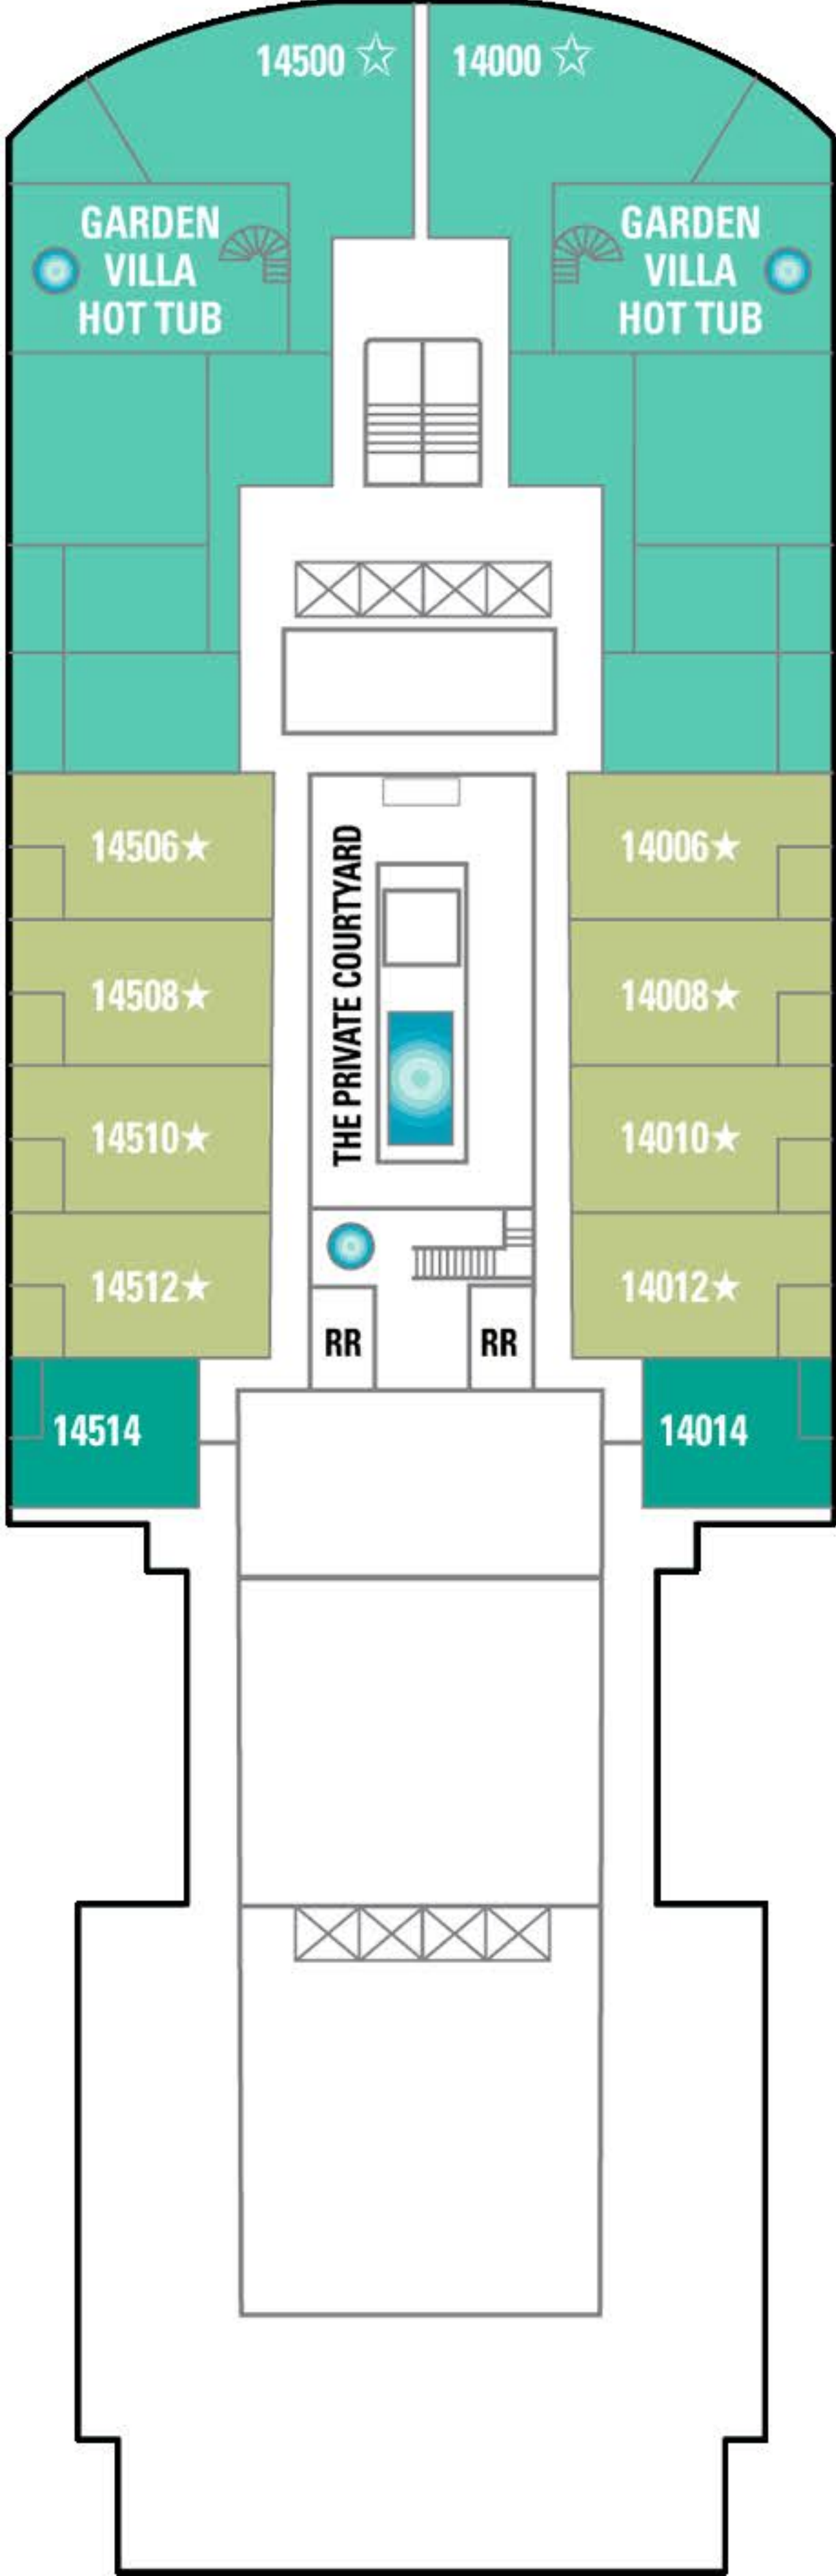 14500☆ 14000☆
GARDEN
VILLA
HOT TUB
GARDEN
VILLA
HOT TUB
THE PRIVATE COURTYARD
14506★ 14006★
14508★ 14008★
14510★ 14010★
14512★ 14012★
RR RR
14514 14014